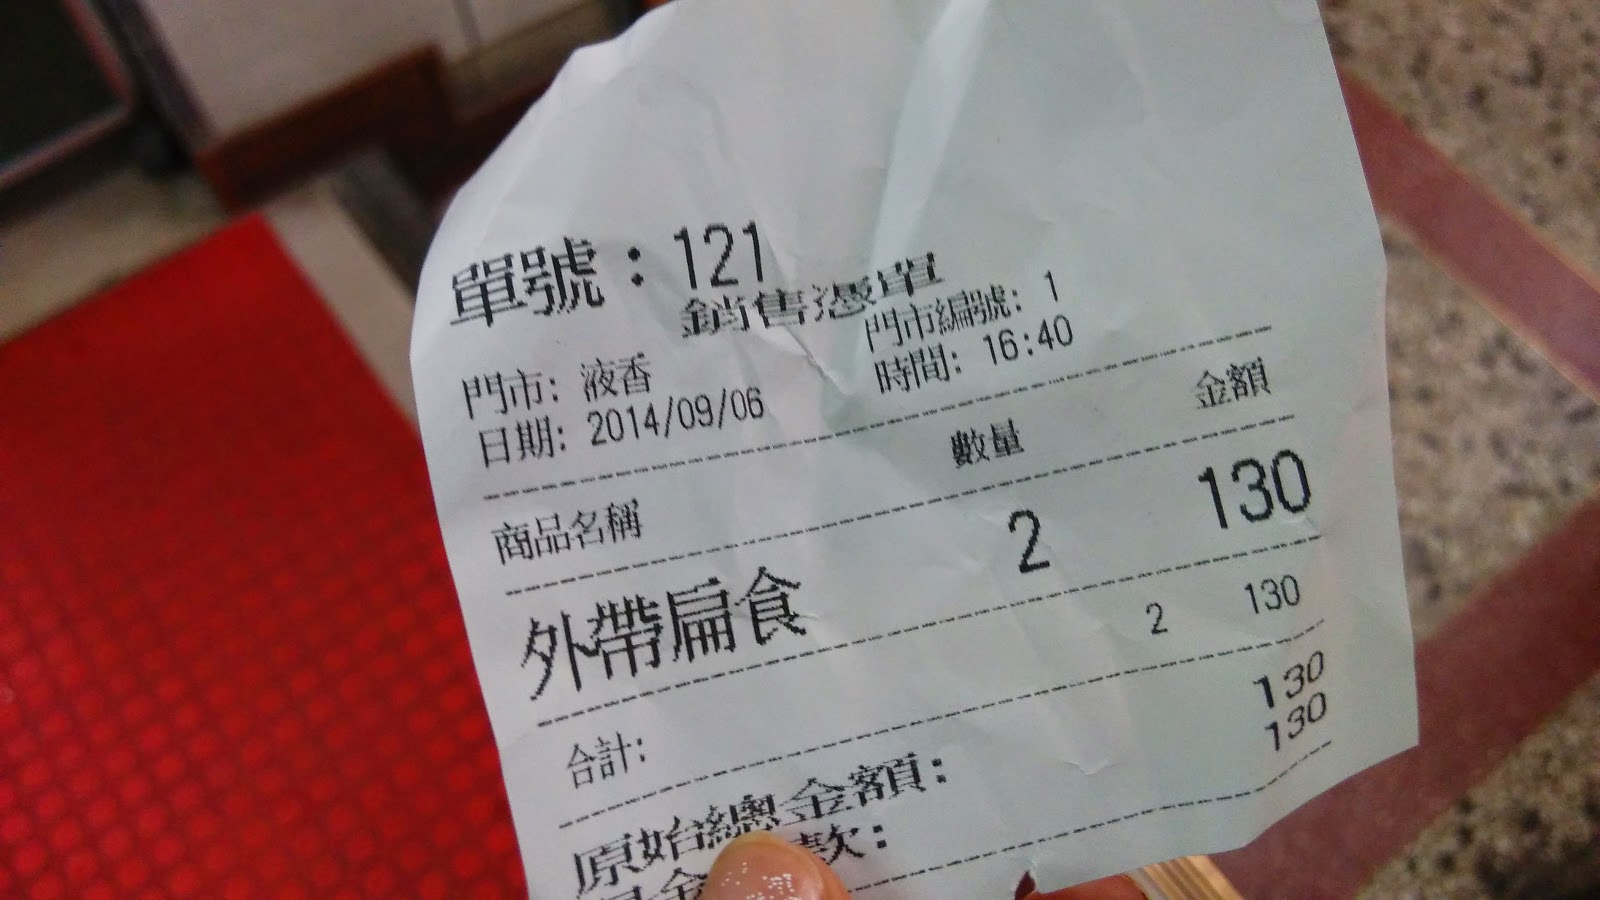 單號：121
銷售憑單
門市: 液香 門市編號: 1
日期: 2014/09/06 時間: 16:40
商品名稱 數量 金額
外帶扁食 2 130
合計: 2 130
原始總金額: 130
款: 130